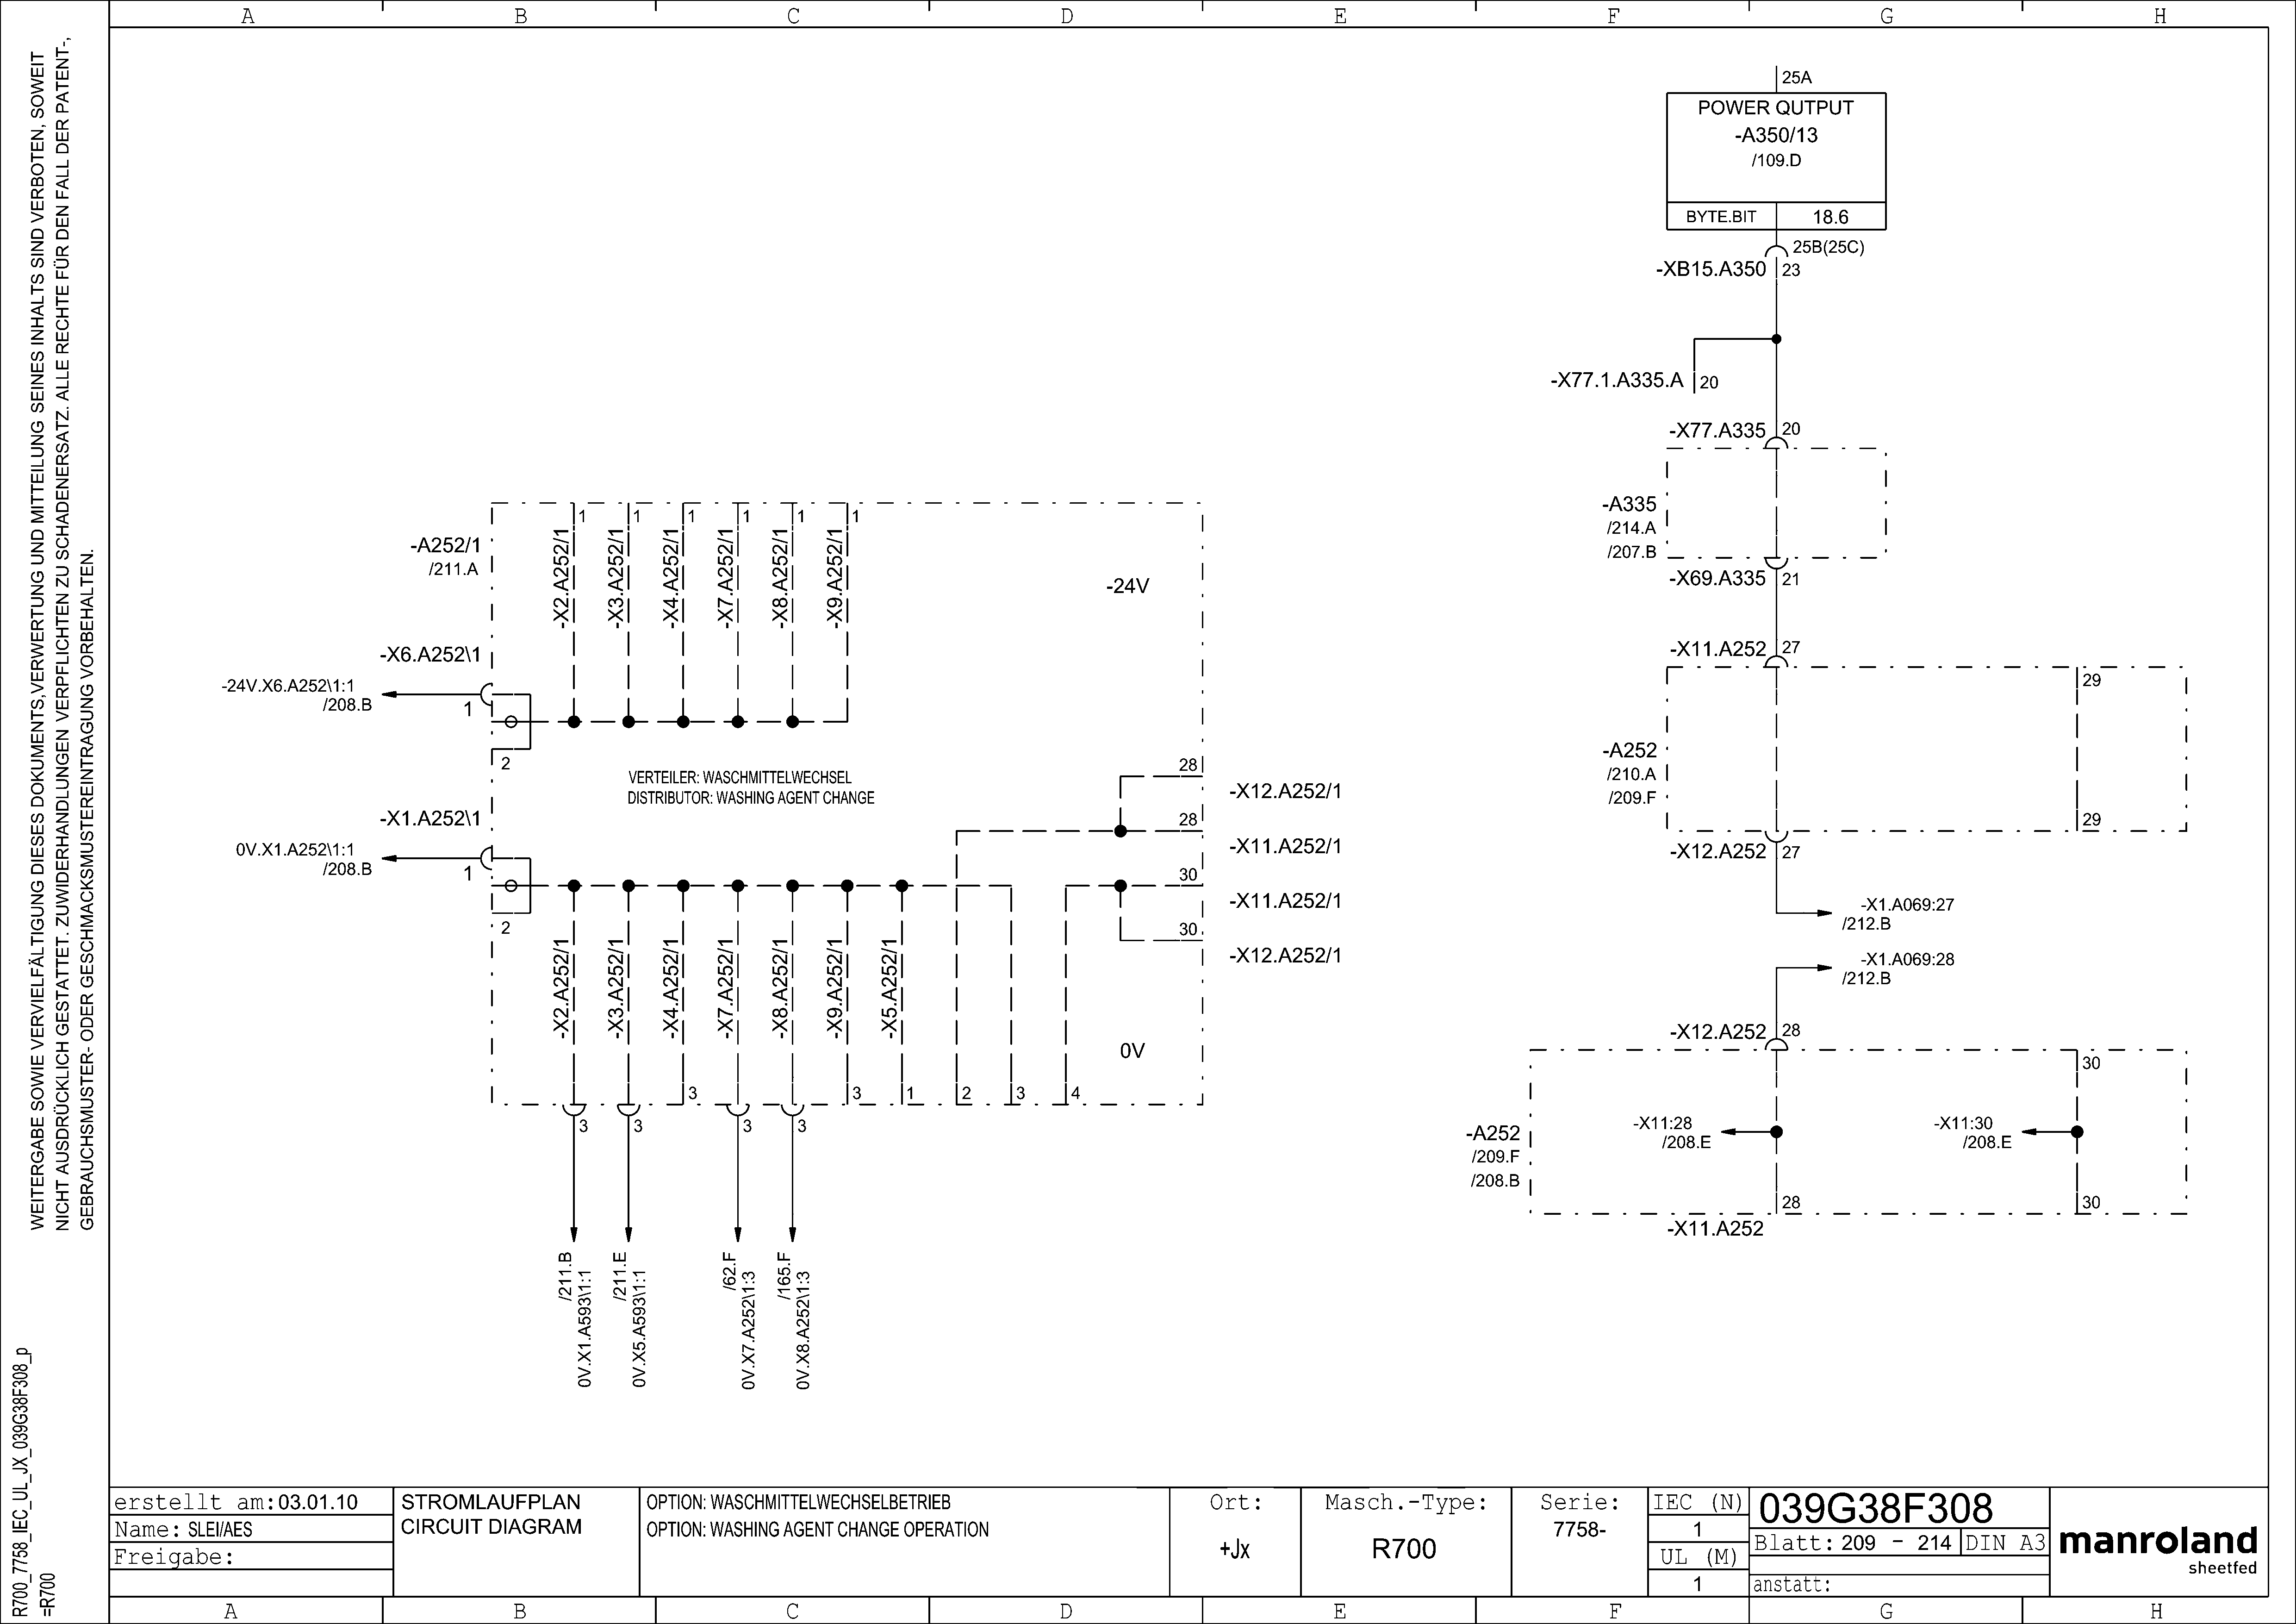 A B C D E F G H
WEITERGABE SOWIE VERVIELFÄLTIGUNG DIESES DOKUMENTS,VERWERTUNG UND MITTEILUNG SEINES INHALTS SIND VERBOTEN, SOWEIT
NICHT AUSDRÜCKLICH GESTATTET. ZUWIDERHANDLUNGEN VERPFLICHTEN ZU SCHADENERSATZ. ALLE RECHTE FÜR DEN FALL DER PATENT-,
GEBRAUCHSMUSTER- ODER GESCHMACKSMUSTEREINTRAGUNG VORBEHALTEN.
R700_7758_IEC_UL_JX_039G38F308_p
=R700
-A252/1
/211.A
1 1 1 1 1 1
-X2.A252/1
-X3.A252/1
-X4.A252/1
-X7.A252/1
-X8.A252/1
-X9.A252/1
-24V
-X6.A252\1
-24V.X6.A252\1:1
/208.B
1
2
VERTEILER: WASCHMITTELWECHSEL
DISTRIBUTOR: WASHING AGENT CHANGE
-X1.A252\1
0V.X1.A252\1:1
/208.B
1
2
28
-X12.A252/1
28
-X11.A252/1
30
-X11.A252/1
30
-X12.A252/1
-X2.A252/1
-X3.A252/1
-X4.A252/1
-X7.A252/1
-X8.A252/1
-X9.A252/1
-X5.A252/1
0V
3 3 1 2 3 4
3 3 3 3
/211.B
0V.X1.A593\1:1
/211.E
0V.X5.A593\1:1
/62.F
0V.X7.A252\1:3
/165.F
0V.X8.A252\1:3
25A
POWER QUTPUT
-A350/13
/109.D
BYTE.BIT 18.6
25B(25C)
-XB15.A350 23
-X77.1.A335.A 20
-X77.A335 20
-A335
/214.A
/207.B
-X69.A335 21
-X11.A252 27
29
-A252
/210.A
/209.F
29
-X12.A252 27
-X1.A069:27
/212.B
-X1.A069:28
/212.B
-X12.A252 28
30
-X11:28
/208.E
-X11:30
/208.E
-A252
/209.F
/208.B
28
30
-X11.A252
erstellt am: 03.01.10
Name: SLEI/AES
Freigabe:
STROMLAUFPLAN
CIRCUIT DIAGRAM
OPTION: WASCHMITTELWECHSELBETRIEB
OPTION: WASHING AGENT CHANGE OPERATION
Ort:
+Jx
Masch.-Type:
R700
Serie:
7758-
IEC (N)
1
UL (M)
1
039G38F308
Blatt: 209 - 214 DIN A3
anstatt:
manroland
sheetfed
A B C D E F G H